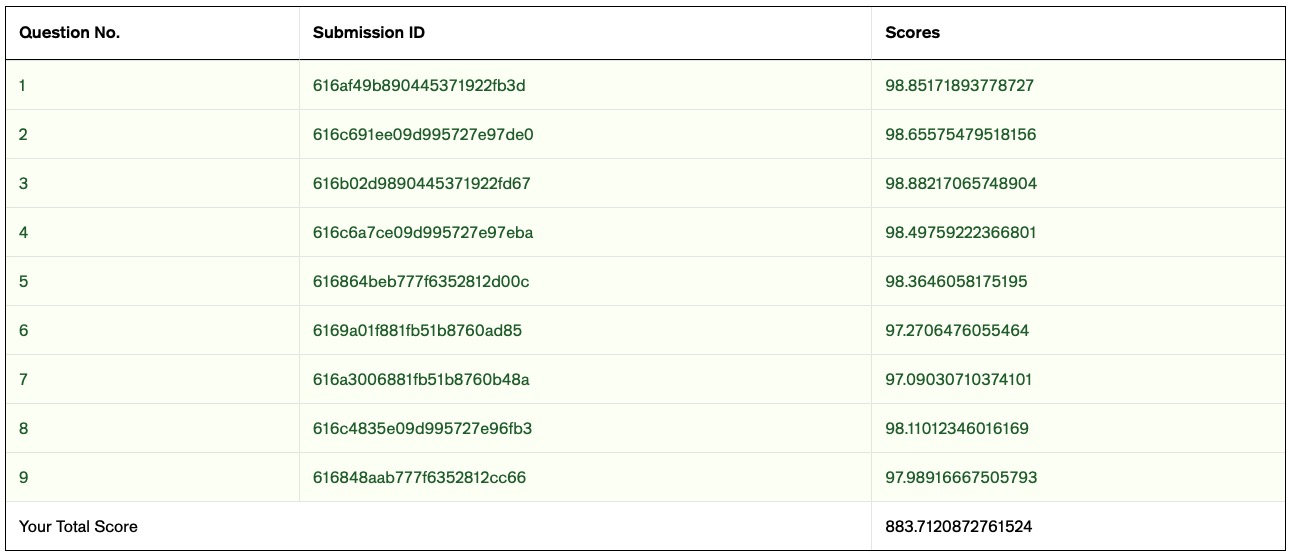 Question No. Submission ID Scores
1 616af49b890445371922fb3d 98.85171893778727
2 616c691ee09d995727e97de0 98.65575479518156
3 616b02d9890445371922fd67 98.88217065748904
4 616c6a7ce09d995727e97eba 98.49759222366801
5 616864beb777f6352812d00c 98.3646058175195
6 6169a01f881fb51b8760ad85 97.2706476055464
7 616a3006881fb51b8760b48a 97.09030710374101
8 616c4835e09d995727e96fb3 98.11012346016169
9 616848aab777f6352812cc66 97.98916667505793
Your Total Score 883.7120872761524